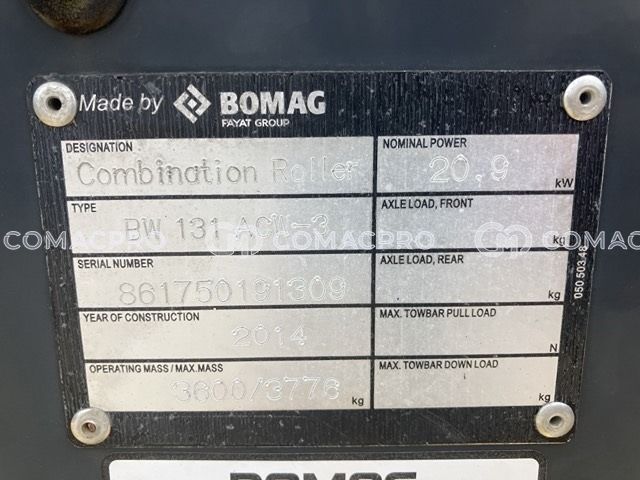 Made by BOMAG
FAYAT GROUP
DESIGNATION
Combination Roller
NOMINAL POWER
20.9 kW
TYPE
BW 131 ACW-3
AXLE LOAD, FRONT
kg
COMACPRO COMACPRO COMACPRO
SERIAL NUMBER
861750191309
AXLE LOAD, REAR
kg
YEAR OF CONSTRUCTION
2014
MAX. TOWBAR PULL LOAD
N
OPERATING MASS / MAX. MASS
3600/3776 kg
MAX. TOWBAR DOWN LOAD
kg
050 503.48
BOMAG